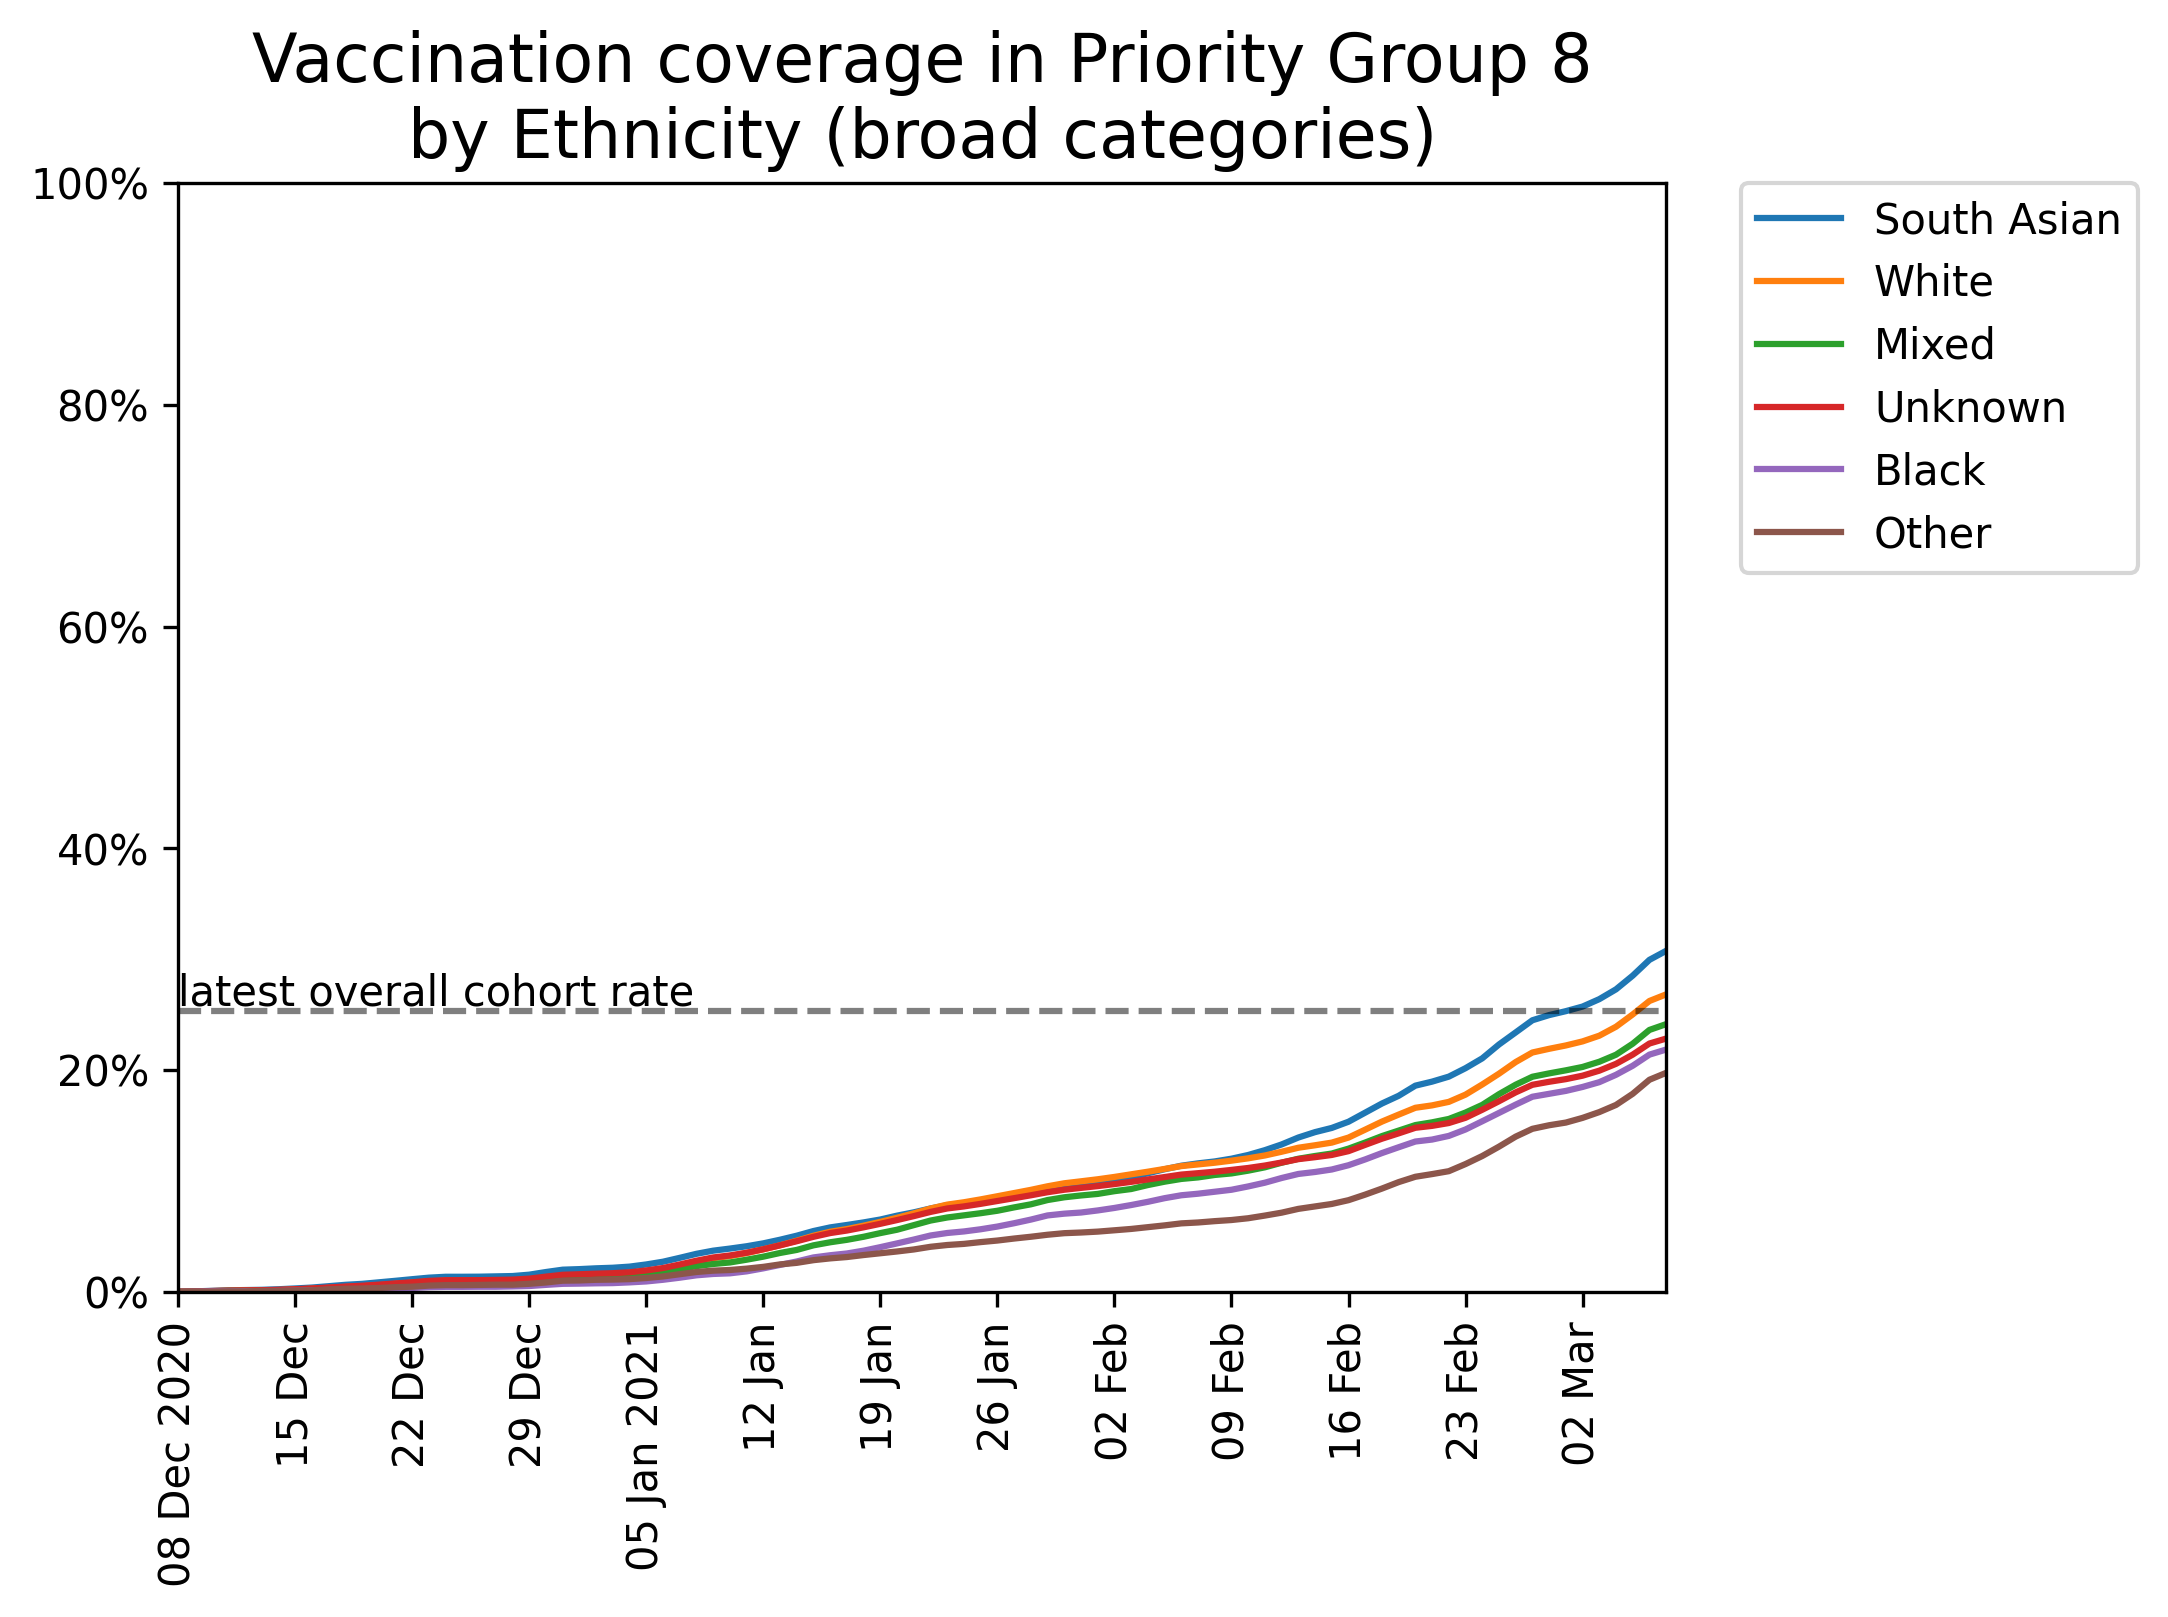 Vaccination coverage in Priority Group 8
by Ethnicity (broad categories)
100%
80%
60%
40%
20%
0%
latest overall cohort rate
South Asian
White
Mixed
Unknown
Black
Other
08 Dec 2020
15 Dec
22 Dec
29 Dec
05 Jan 2021
12 Jan
19 Jan
26 Jan
02 Feb
09 Feb
16 Feb
23 Feb
02 Mar